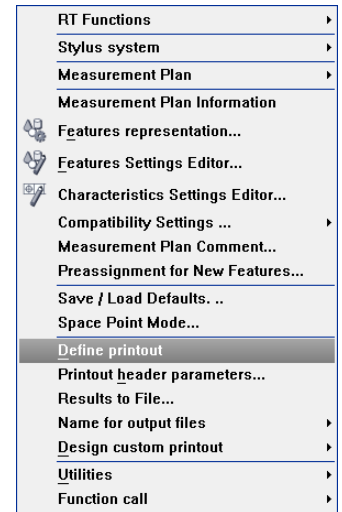 RT Functions
Stylus system
Measurement Plan
Measurement Plan Information
Features representation...
Features Settings Editor...
Characteristics Settings Editor...
Compatibility Settings ...
Measurement Plan Comment...
Preassignment for New Features...
Save / Load Defaults. ..
Space Point Mode...
Define printout
Printout header parameters...
Results to File...
Name for output files
Design custom printout
Utilities
Function call